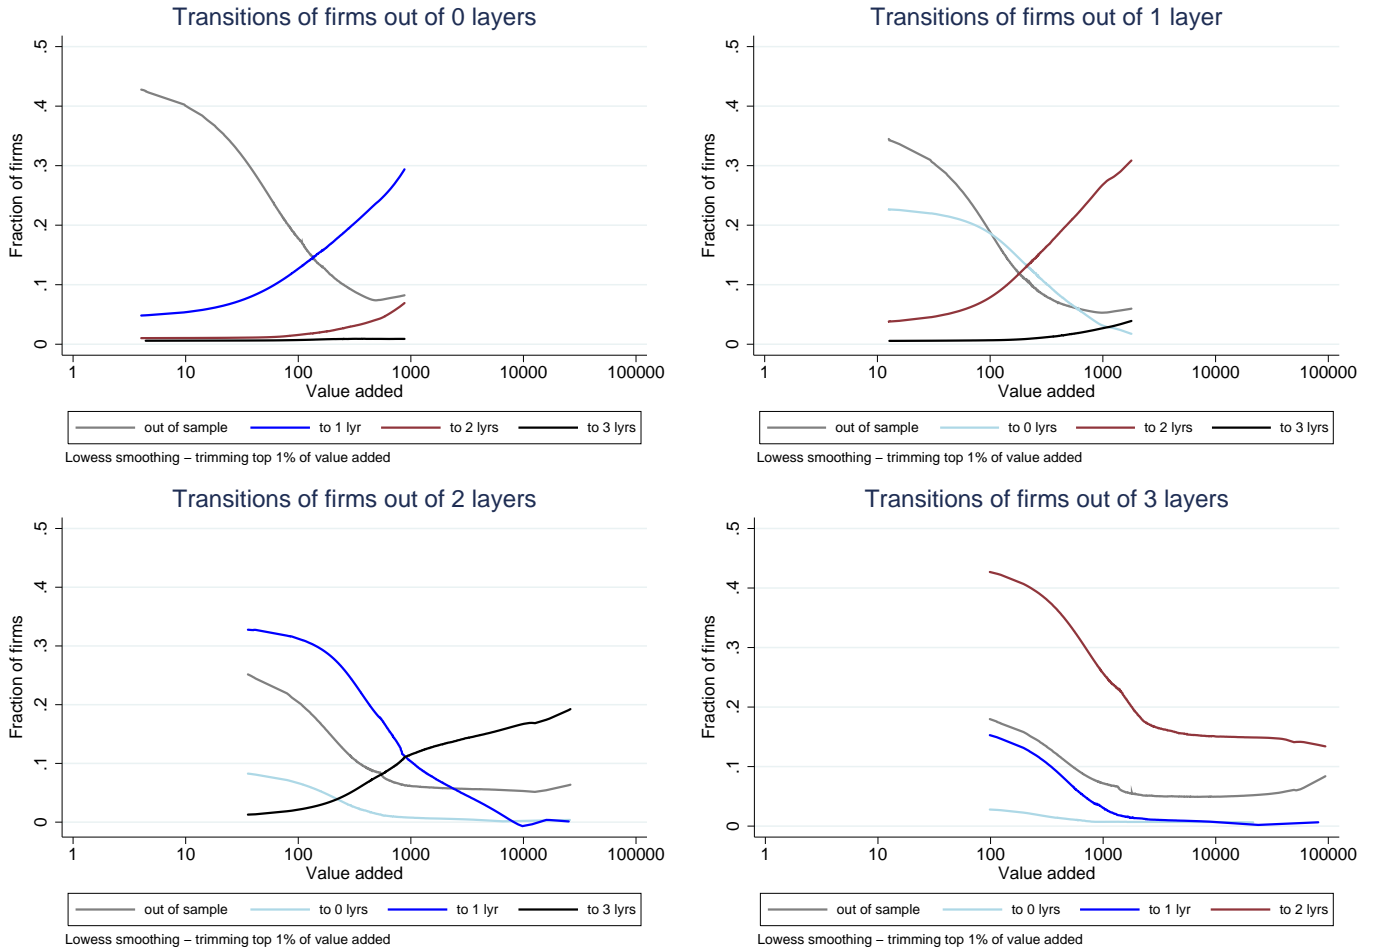 Transitions of firms out of 0 layers
Fraction of firms
.5
.4
.3
.2
.1
0
1 10 100 1000 10000 100000
Value added
out of sample to 1 lyr to 2 lyrs to 3 lyrs
Lowess smoothing – trimming top 1% of value added
Transitions of firms out of 1 layer
Fraction of firms
.5
.4
.3
.2
.1
0
1 10 100 1000 10000 100000
Value added
out of sample to 0 lyrs to 2 lyrs to 3 lyrs
Lowess smoothing – trimming top 1% of value added
Transitions of firms out of 2 layers
Fraction of firms
.5
.4
.3
.2
.1
0
1 10 100 1000 10000 100000
Value added
out of sample to 0 lyrs to 1 lyr to 3 lyrs
Lowess smoothing – trimming top 1% of value added
Transitions of firms out of 3 layers
Fraction of firms
.5
.4
.3
.2
.1
0
1 10 100 1000 10000 100000
Value added
out of sample to 0 lyrs to 1 lyr to 2 lyrs
Lowess smoothing – trimming top 1% of value added